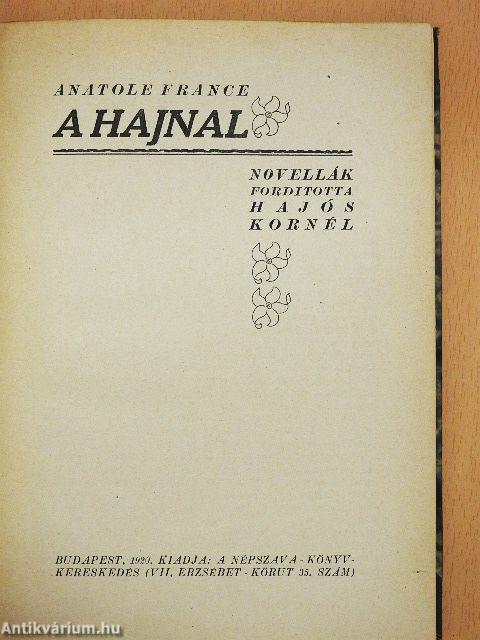 ANATOLE FRANCE
A HAJNAL
NOVELLÁK
FORDITOTTA
HAJÓS
KORNÉL
BUDAPEST, 1920. KIADJA: A NÉPSZAVA-KÖNYV-
KERESKEDÉS (VII. ERZSÉBET-KÖRUT 35. SZÁM)
Antikvárium.hu